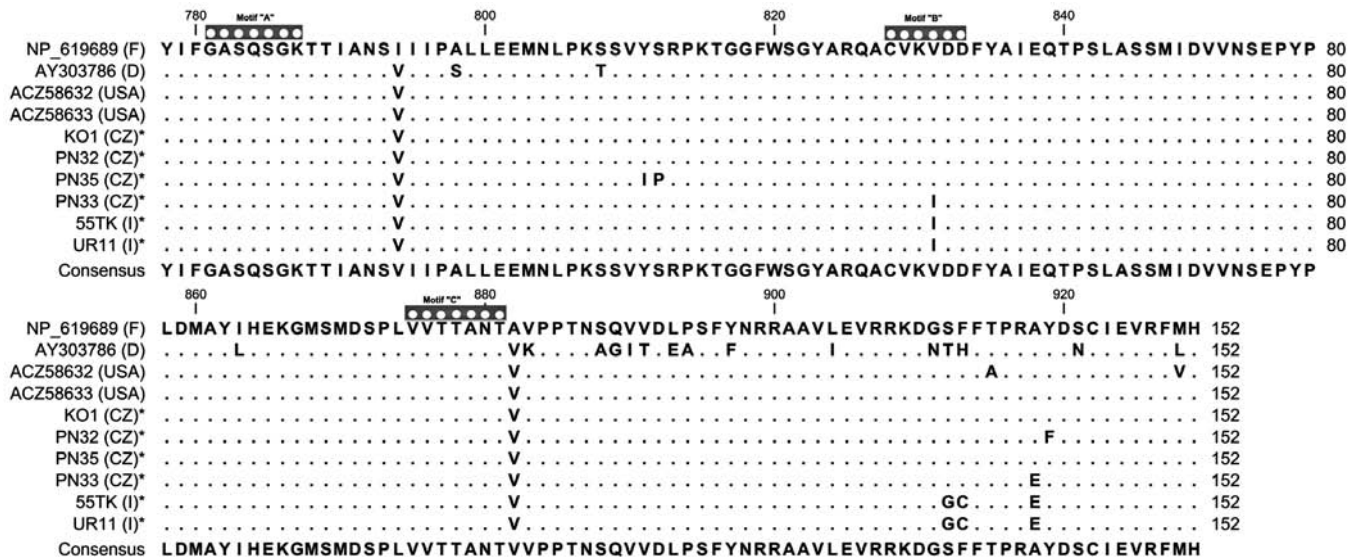 780 800 820 840
Motif "A" Motif "B"
NP_619689 (F) YIFGASQSGKTTIANSIIIPALLEEMNLPKSSVYSRPKTGGFWSGYARQACVKVDDFYAIEQTPSLASSMIDVVNSEPYP 80
AY303786 (D) ................V...S.........T................................................. 80
ACZ58632 (USA) ................V............................................................... 80
ACZ58633 (USA) ................V............................................................... 80
KO1 (CZ)* ................V............................................................... 80
PN32 (CZ)* ................V............................................................... 80
PN35 (CZ)* ................V................IP............................................. 80
PN33 (CZ)* ................V....................................I.......................... 80
55TK (I)* ................V....................................I.......................... 80
UR11 (I)* ................V....................................I.......................... 80
Consensus YIFGASQSGKTTIANSVIIPALLEEMNLPKSSVYSRPKTGGFWSGYARQACVKVDDFYAIEQTPSLASSMIDVVNSEPYP
860 880 900 920
Motif "C"
NP_619689 (F) LDMAYIHEKGMSMDSPLVVTTANTAVPPTNSQVVDLPSFYNRRAAVLEVRRKDGSFFTPRAYDSCIEVRFMH 152
AY303786 (D) .....L..................VK....AGIT.EA..F......I......NTH.......N......L. 152
ACZ58632 (USA) ........................V................................A............V. 152
ACZ58633 (USA) ........................V............................................... 152
KO1 (CZ)* ........................V............................................... 152
PN32 (CZ)* ........................V....................................F.......... 152
PN35 (CZ)* ........................V............................................... 152
PN33 (CZ)* ........................V...................................E........... 152
55TK (I)* ........................V.............................GC....E........... 152
UR11 (I)* ........................V.............................GC....E........... 152
Consensus LDMAYIHEKGMSMDSPLVVTTANTVVPPTNSQVVDLPSFYNRRAAVLEVRRKDGSFFTPRAYDSCIEVRFMH